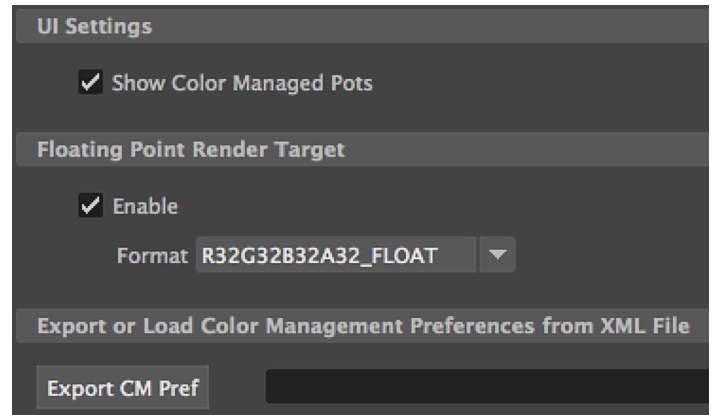 UI Settings
Show Color Managed Pots
Floating Point Render Target
Enable
Format R32G32B32A32_FLOAT
Export or Load Color Management Preferences from XML File
Export CM Pref